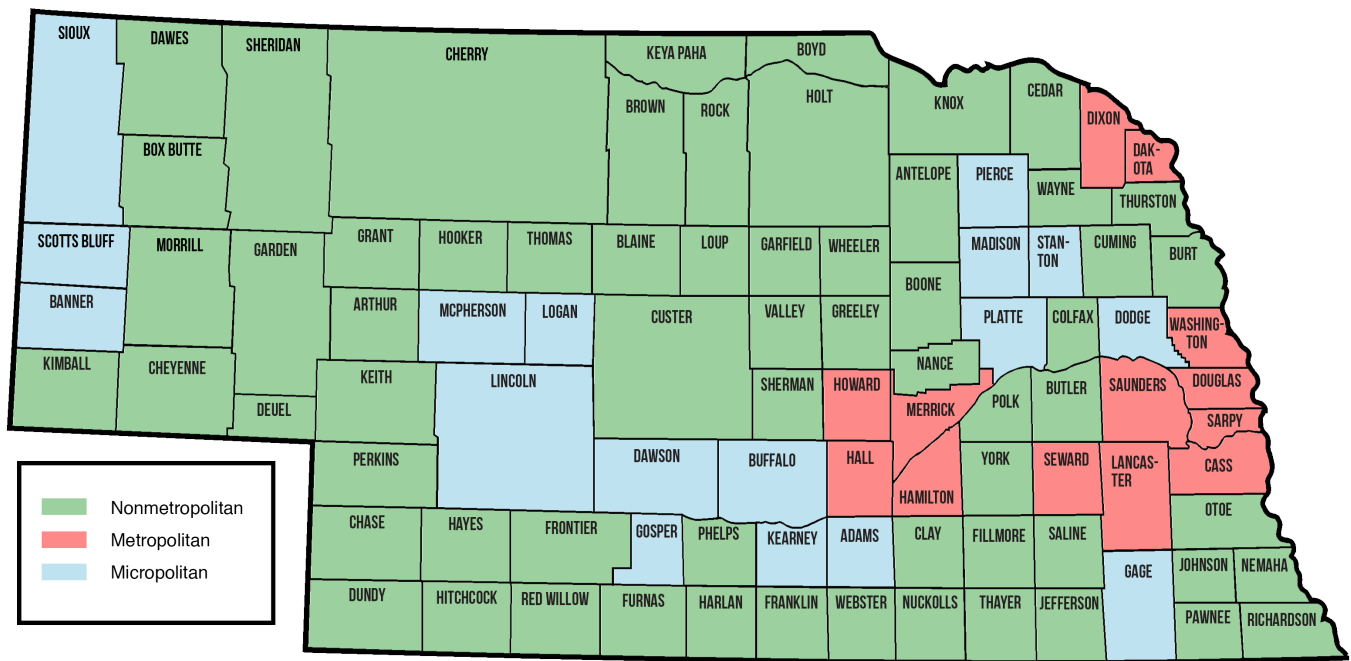 SIOUX
DAWES
SHERIDAN
CHERRY
KEYA PAHA
BOYD
BROWN
ROCK
HOLT
KNOX
CEDAR
DIXON
DAK-
OTA
BOX BUTTE
ANTELOPE
PIERCE
WAYNE
THURSTON
SCOTTS BLUFF
MORRILL
GARDEN
GRANT
HOOKER
THOMAS
BLAINE
LOUP
GARFIELD
WHEELER
MADISON
STAN-
TON
CUMING
BURT
BANNER
BOONE
ARTHUR
MCPHERSON
LOGAN
CUSTER
VALLEY
GREELEY
PLATTE
COLFAX
DODGE
WASHING-
TON
KIMBALL
CHEYENNE
KEITH
LINCOLN
SHERMAN
HOWARD
NANCE
MERRICK
POLK
BUTLER
SAUNDERS
DOUGLAS
DEUEL
SARPY
PERKINS
DAWSON
BUFFALO
HALL
HAMILTON
YORK
SEWARD
LANCAS-
TER
CASS
CHASE
HAYES
FRONTIER
GOSPER
PHELPS
KEARNEY
ADAMS
CLAY
FILLMORE
SALINE
OTOE
DUNDY
HITCHCOCK
RED WILLOW
FURNAS
HARLAN
FRANKLIN
WEBSTER
NUCKOLLS
THAYER
JEFFERSON
GAGE
JOHNSON
NEMAHA
PAWNEE
RICHARDSON
Nonmetropolitan
Metropolitan
Micropolitan